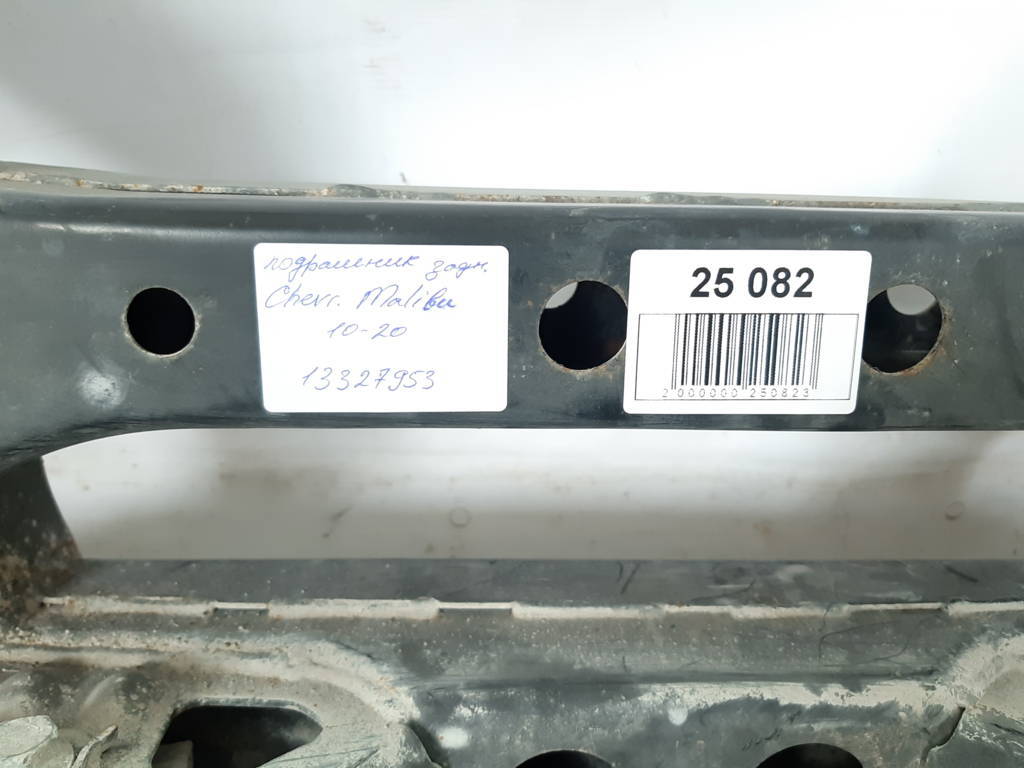 подрамник задн.
Chevr. Malibu
10-20
13327953
25 082
2 000000 250823